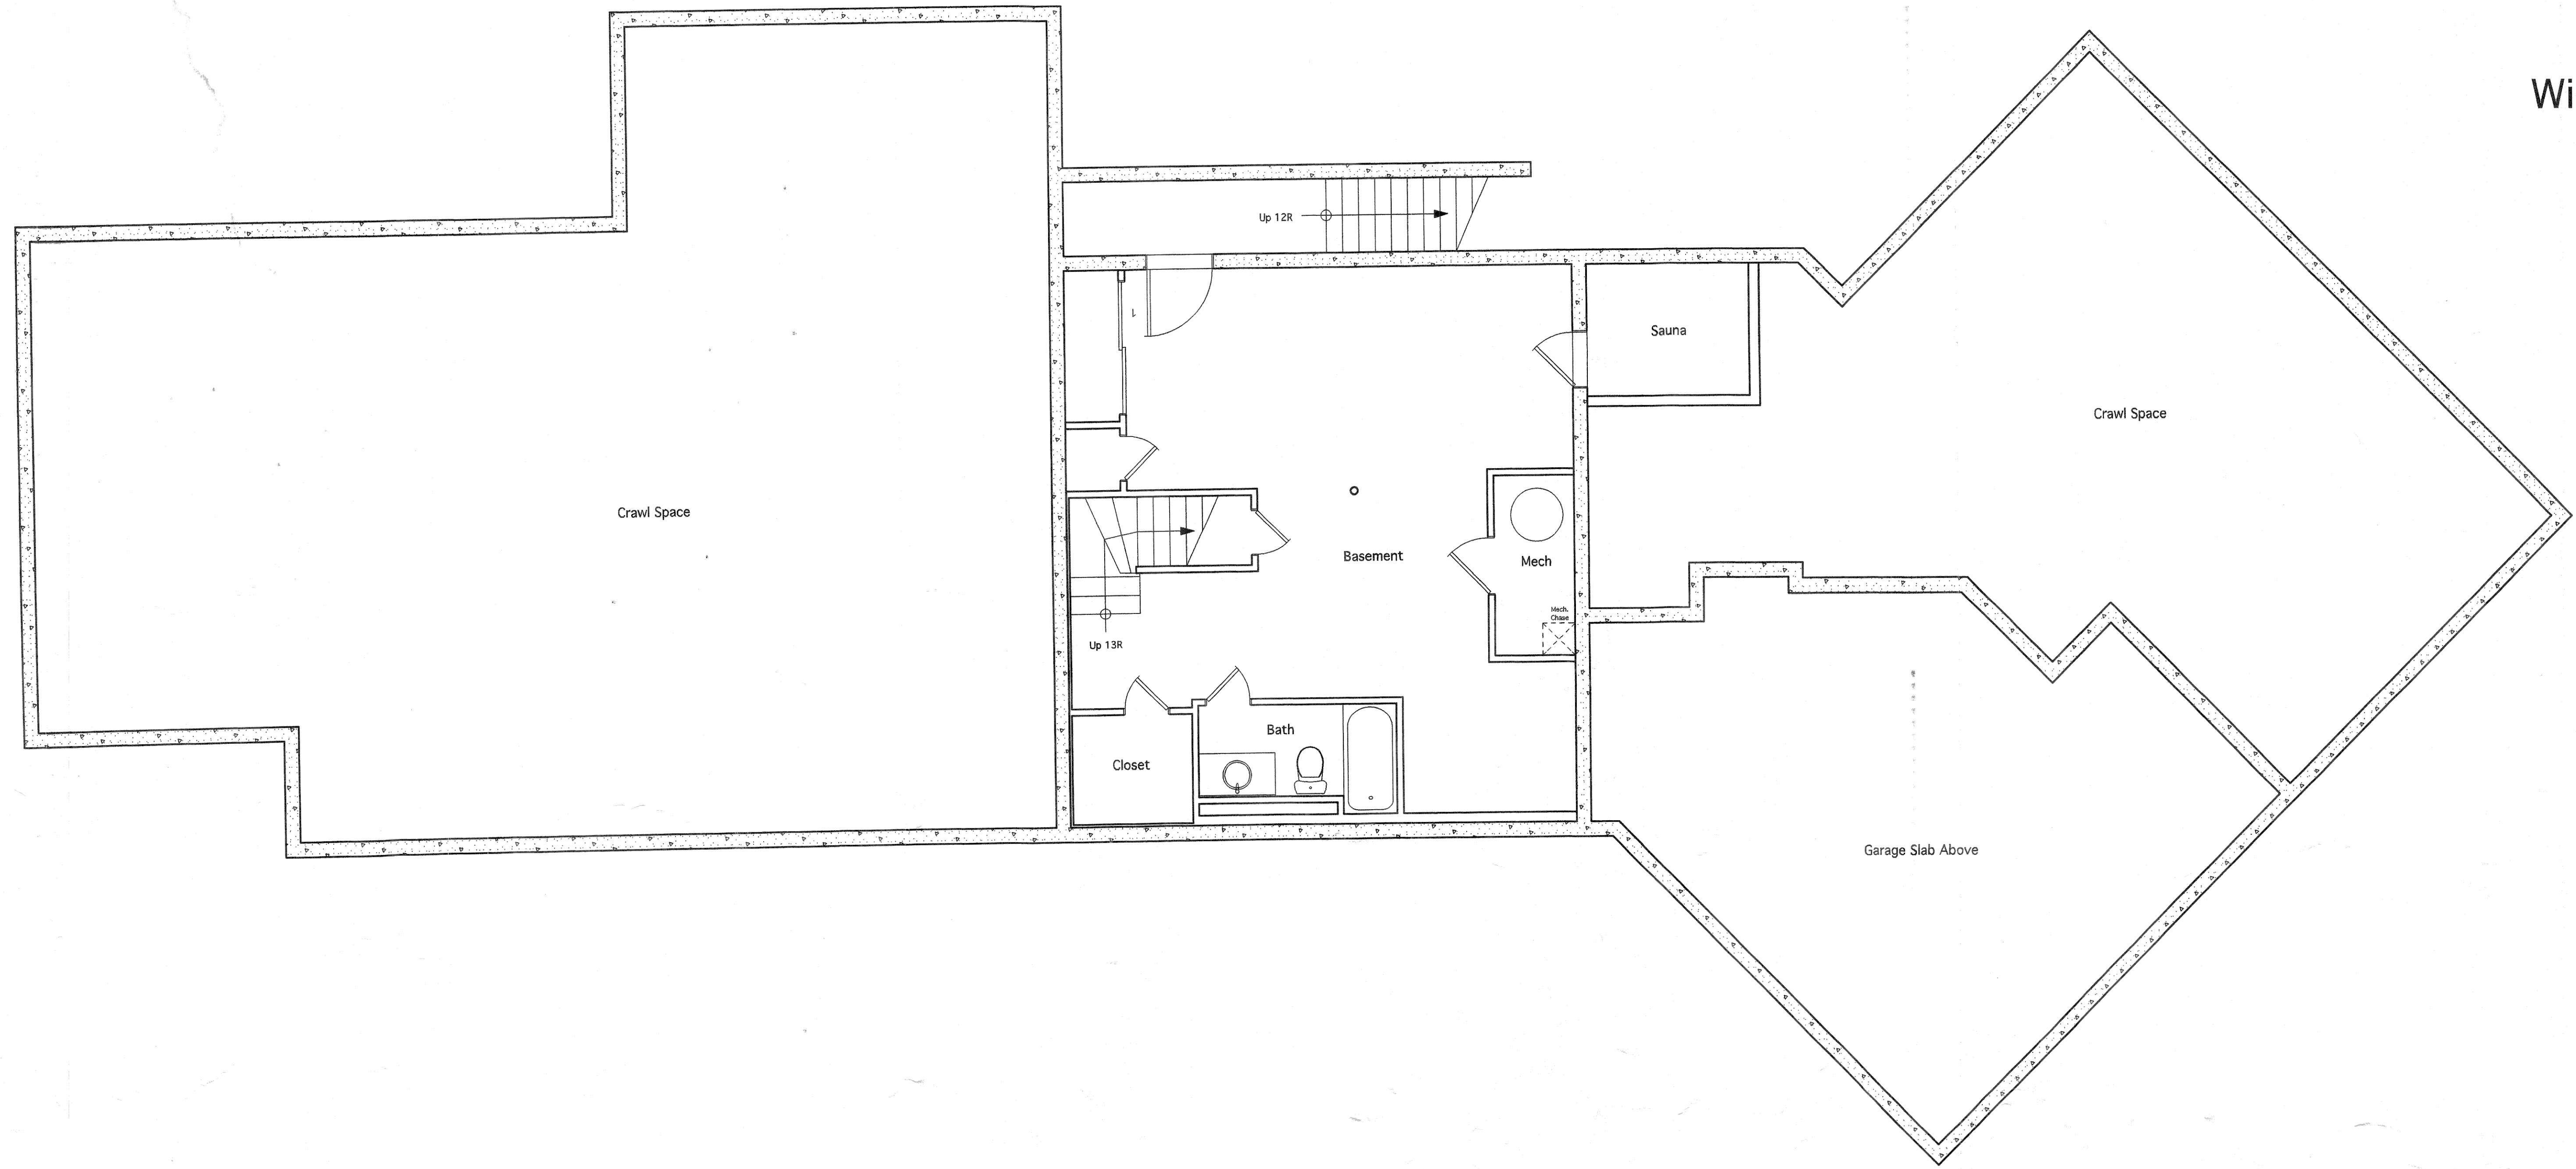 Wi
Up 12R
Sauna
Crawl Space
Crawl Space
Basement
Mech
Mech.
Chase
Up 13R
Bath
Closet
Garage Slab Above